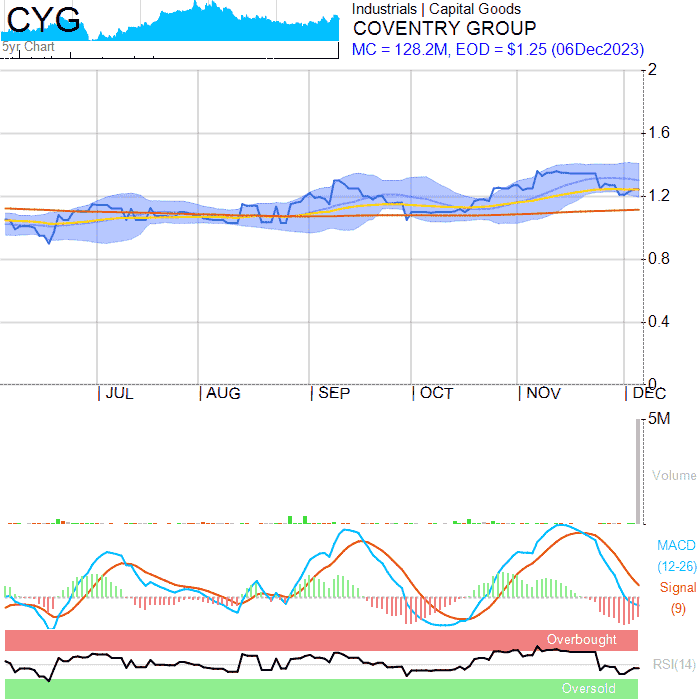 CYG
5yr Chart
Industrials | Capital Goods
COVENTRY GROUP
MC = 128.2M, EOD = $1.25 (06Dec2023)
2
1.6
1.2
0.8
0.4
0
JUL AUG SEP OCT NOV DEC
5M
Volume
MACD
(12-26)
Signal
(9)
Overbought
RSI(14)
Oversold